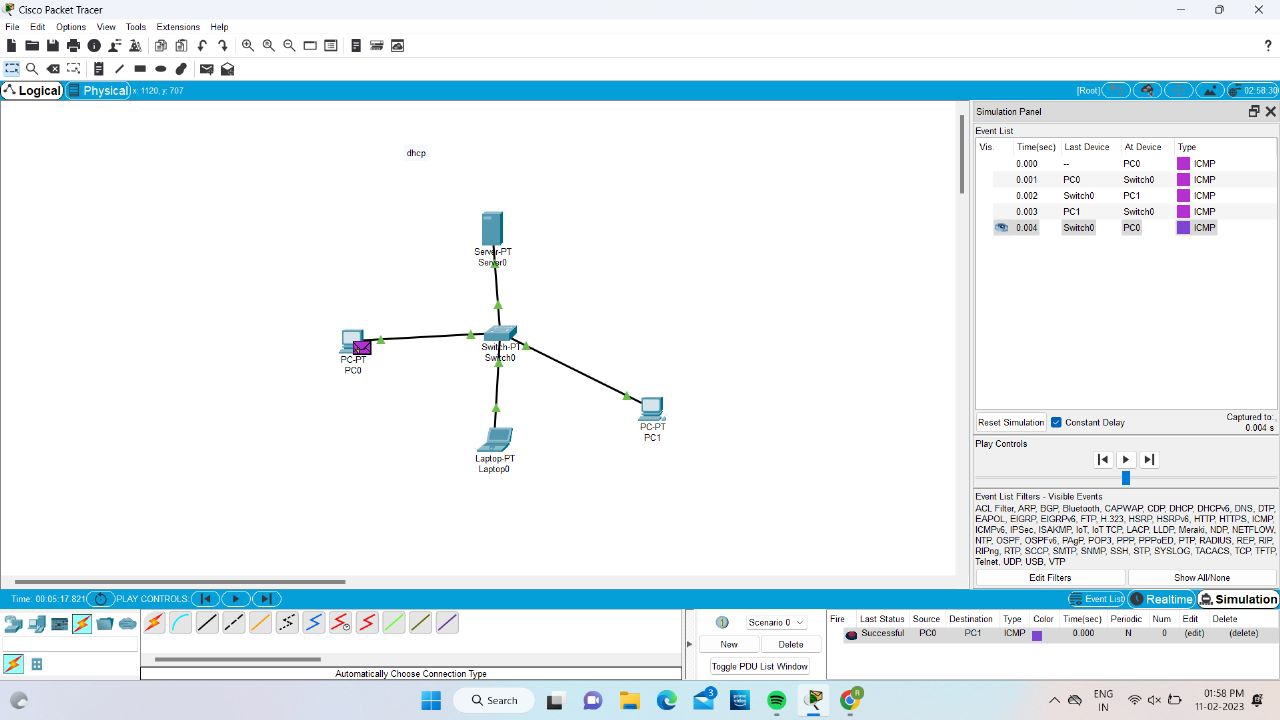 Cisco Packet Tracer
File Edit Options View Tools Extensions Help
?
Logical Physical x: 1120, y: 707 [Root] 02:58:30
dhcp
Server-PT
Server0
Switch-PT
Switch0
PC-PT
PC0
PC-PT
PC1
Laptop-PT
Laptop0
Simulation Panel
Event List
Vis. Time(sec) Last Device At Device Type
0.000 -- PC0 ICMP
0.001 PC0 Switch0 ICMP
0.002 Switch0 PC1 ICMP
0.003 PC1 Switch0 ICMP
0.004 Switch0 PC0 ICMP
Reset Simulation Constant Delay Captured to:
0.004 s
Play Controls
Event List Filters - Visible Events
ACL Filter, ARP, BGP, Bluetooth, CAPWAP, CDP, DHCP, DHCPv6, DNS, DTP,
EAPOL, EIGRP, EIGRPv6, FTP, H.323, HSRP, HSRPv6, HTTP, HTTPS, ICMP,
ICMPv6, IPSec, ISAKMP, IoT, IoT TCP, LACP, LLDP, Meraki, NDP, NETFLOW,
NTP, OSPF, OSPFv6, PAgP, POP3, PPP, PPPoED, PTP, RADIUS, REP, RIP,
RIPng, RTP, SCCP, SMTP, SNMP, SSH, STP, SYSLOG, TACACS, TCP, TFTP,
Telnet, UDP, USB, VTP
Edit Filters Show All/None
Time: 00:05:17.821 PLAY CONTROLS: Event List Realtime Simulation
Automatically Choose Connection Type
Scenario 0
New Delete
Toggle PDU List Window
Fire Last Status Source Destination Type Color Time(sec) Periodic Num Edit Delete
Successful PC0 PC1 ICMP 0.000 N 0 (edit) (delete)
Search
3
R
ENG
IN
01:58 PM
11-02-2023